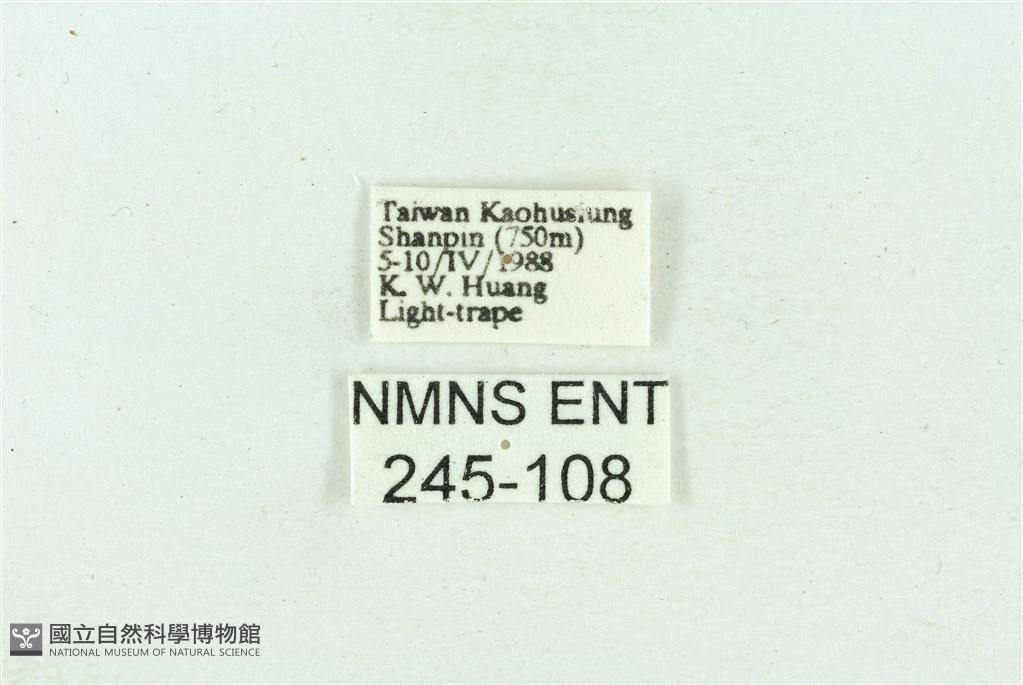 Taiwan Kaohusiung
Shanpin (750m)
5-10/IV/1988
K. W. Huang
Light-trape
NMNS ENT
245-108
國立自然科學博物館
NATIONAL MUSEUM OF NATURAL SCIENCE